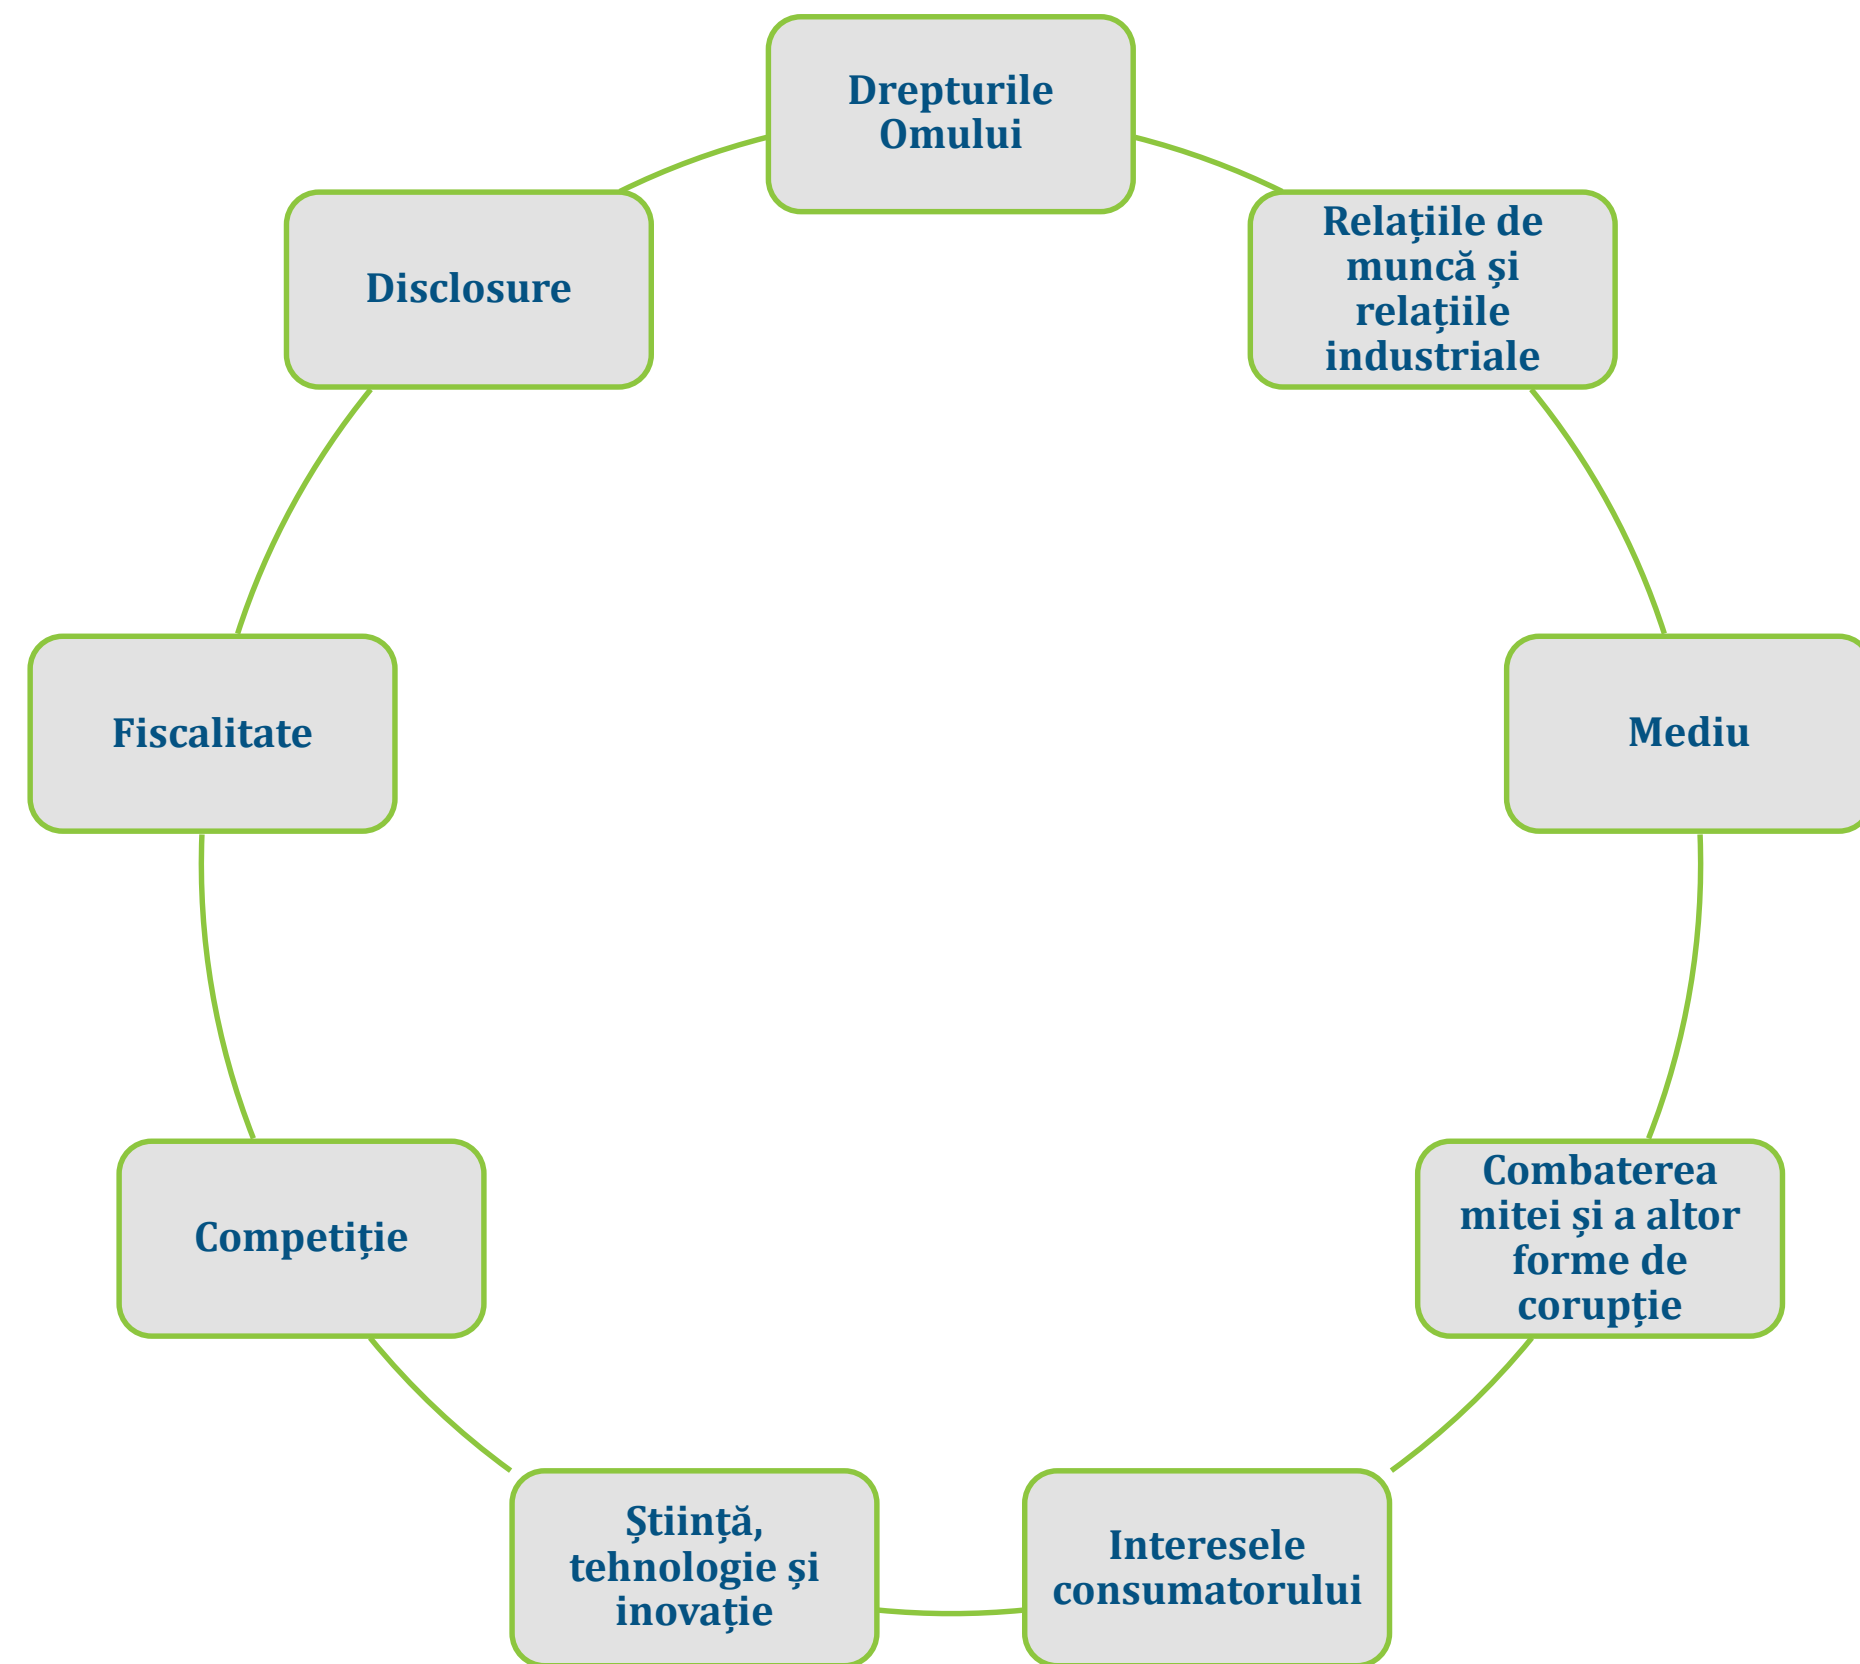 Drepturile
Omului
Relațiile de
muncă și
relațiile
industriale
Mediu
Combaterea
mitei și a altor
forme de
corupție
Interesele
consumatorului
Știință,
tehnologie și
inovație
Competiție
Fiscalitate
Disclosure